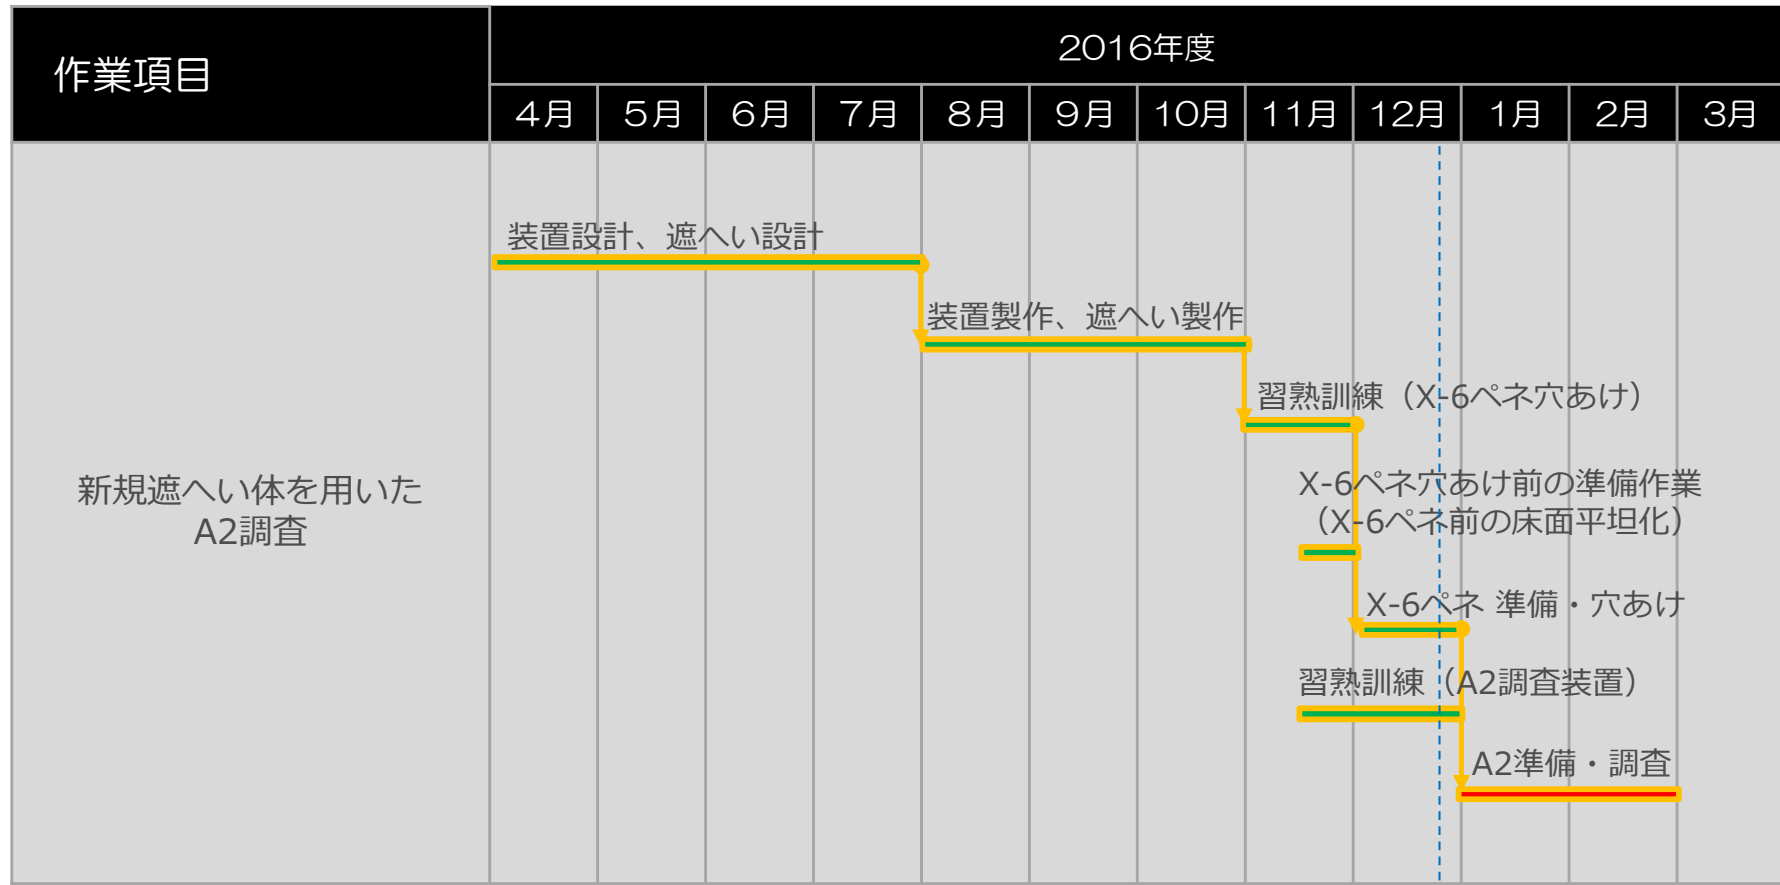 作業項目
2016年度
4月 5月 6月 7月 8月 9月 10月 11月 12月 1月 2月 3月
装置設計、遮へい設計
装置製作、遮へい製作
習熟訓練（X-6ペネ穴あけ）
新規遮へい体を用いた
A2調査
X-6ペネ穴あけ前の準備作業
（X-6ペネ前の床面平坦化）
X-6ペネ 準備・穴あけ
習熟訓練（A2調査装置）
A2準備・調査